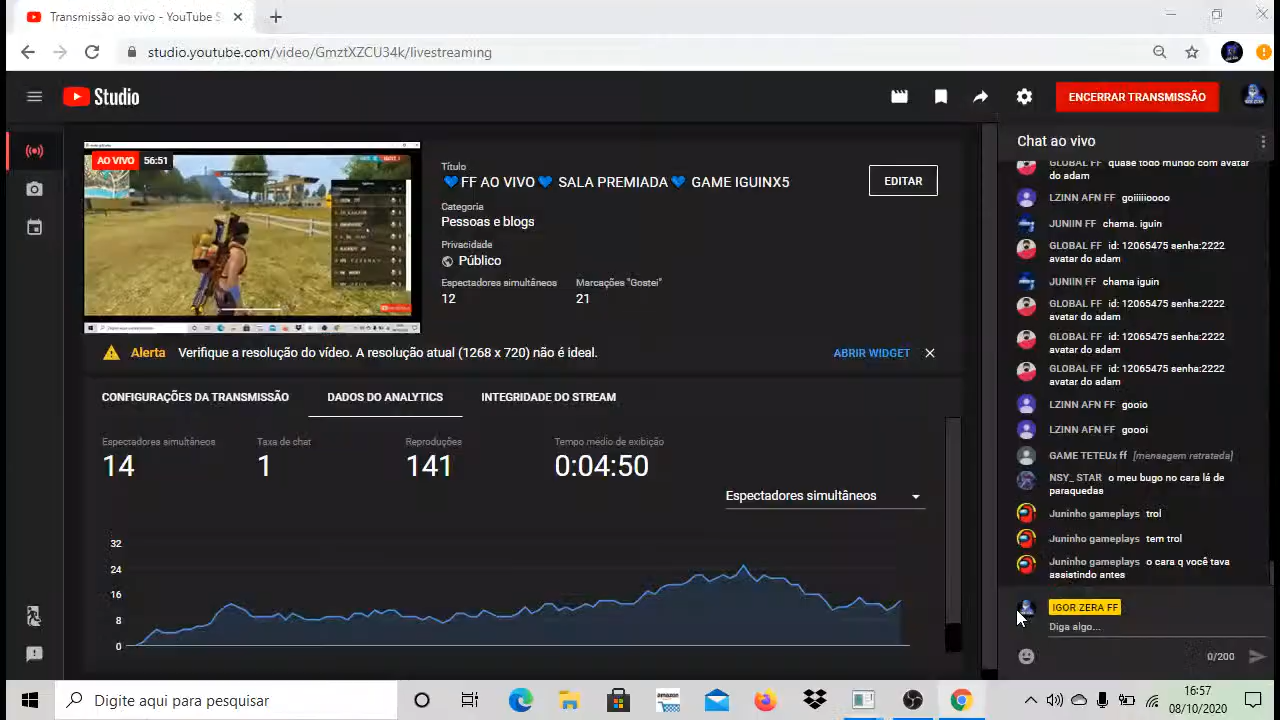 Transmissão ao vivo - YouTube S
studio.youtube.com/video/GmztXZCU34k/livestreaming
Studio
ENCERRAR TRANSMISSÃO
AO VIVO 56:51
Título
💙FF AO VIVO💙 SALA PREMIADA💙 GAME IGUINX5
EDITAR
Categoria
Pessoas e blogs
Privacidade
Público
Espectadores simultâneos
12
Marcações "Gostei"
21
Alerta Verifique a resolução do vídeo. A resolução atual (1268 x 720) não é ideal.
ABRIR WIDGET
CONFIGURAÇÕES DA TRANSMISSÃO
DADOS DO ANALYTICS
INTEGRIDADE DO STREAM
Espectadores simultâneos
14
Taxa de chat
1
Reproduções
141
Tempo médio de exibição
0:04:50
Espectadores simultâneos
32
24
16
8
0
Chat ao vivo
GLOBAL FF quase todo mundo com avatar
do adam
LZINN AFN FF goiiiiioooo
JUNIIN FF chama. iguin
GLOBAL FF id: 12065475 senha:2222
avatar do adam
JUNIIN FF chama iguin
GLOBAL FF id: 12065475 senha:2222
avatar do adam
GLOBAL FF id: 12065475 senha:2222
avatar do adam
GLOBAL FF id: 12065475 senha:2222
avatar do adam
LZINN AFN FF gooio
LZINN AFN FF goooi
GAME TETEUx ff [mensagem retratada]
NSY_ STAR o meu bugo no cara lá de
paraquedas
Juninho gameplays trol
Juninho gameplays tem trol
Juninho gameplays o cara q você tava
assistindo antes
IGOR ZERA FF
Diga algo...
0/200
Digite aqui para pesquisar
amazon
16:57
08/10/2020